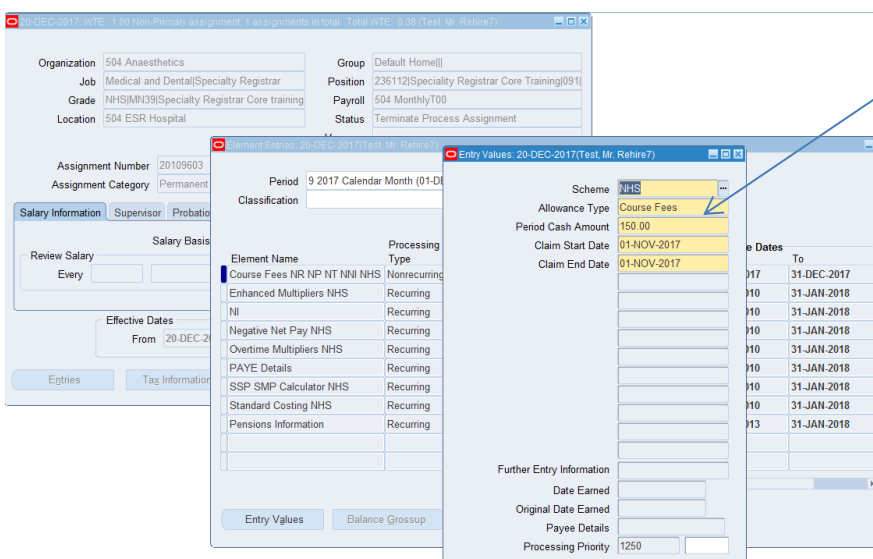 20-DEC-2017: WTE: 1.00 Non-Primary assignment. 1 assignments in total. Total WTE: 0.38 (Test, Mr. Rehire7)
Organization 504 Anaesthetics Group Default Home|||
Job Medical and Dental|Specialty Registrar Position 236112|Speciality Registrar Core Training|091|
Grade NHS|MN39|Specialty Registrar Core training Payroll 504 MonthlyT00
Location 504 ESR Hospital Status Terminate Process Assignment
Assignment Number 20109603
Assignment Category Permanent
Salary Information Supervisor Probatio
Salary Basis
Review Salary
Every
Effective Dates
From 20-DEC-20
Entries Tax Information
Element Entries: 20-DEC-2017(Test, Mr. Rehire7)
Period 9 2017 Calendar Month (01-DE
Classification
Processing
Element Name Type
e Dates
To
Course Fees NR NP NT NNI NHS Nonrecurring 017 31-DEC-2017
Enhanced Multipliers NHS Recurring 010 31-JAN-2018
NI Recurring 010 31-JAN-2018
Negative Net Pay NHS Recurring 010 31-JAN-2018
Overtime Multipliers NHS Recurring 010 31-JAN-2018
PAYE Details Recurring 010 31-JAN-2018
SSP SMP Calculator NHS Recurring 010 31-JAN-2018
Standard Costing NHS Recurring 010 31-JAN-2018
Pensions Information Recurring 013 31-JAN-2018
Entry Values Balance Grossup
Entry Values: 20-DEC-2017(Test, Mr. Rehire7)
Scheme NHS ...
Allowance Type Course Fees
Period Cash Amount 150.00
Claim Start Date 01-NOV-2017
Claim End Date 01-NOV-2017
Further Entry Information
Date Earned
Original Date Earned
Payee Details
Processing Priority 1250